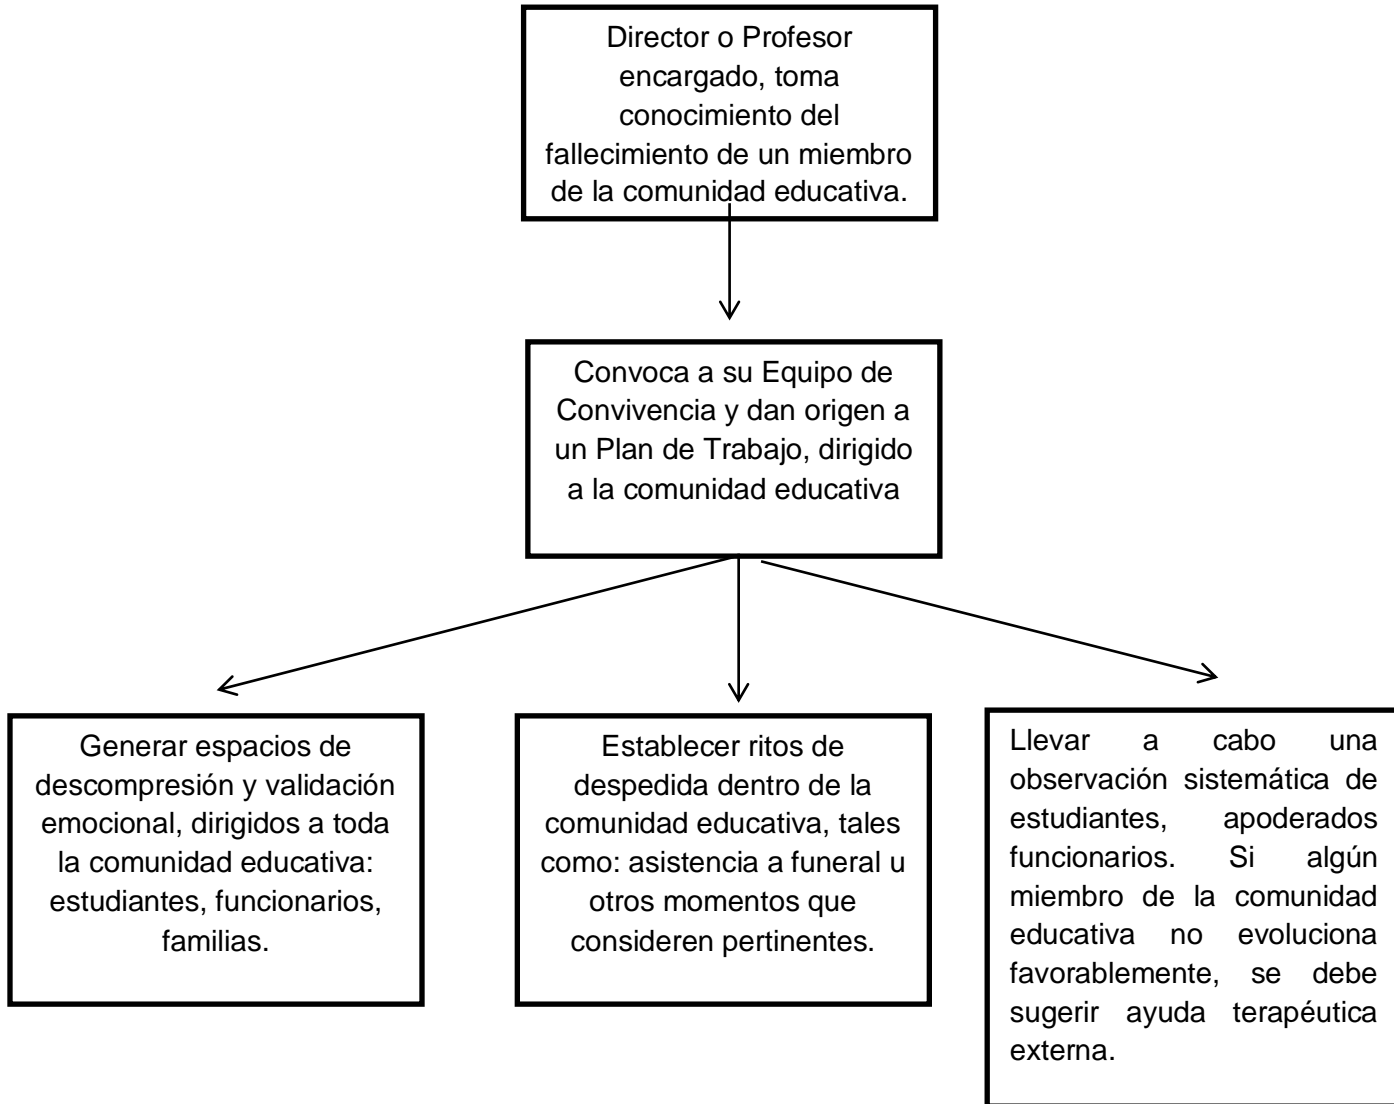 Director o Profesor
encargado, toma
conocimiento del
fallecimiento de un miembro
de la comunidad educativa.
Convoca a su Equipo de
Convivencia y dan origen a
un Plan de Trabajo, dirigido
a la comunidad educativa
Generar espacios de
descompresión y validación
emocional, dirigidos a toda
la comunidad educativa:
estudiantes, funcionarios,
familias.
Establecer ritos de
despedida dentro de la
comunidad educativa, tales
como: asistencia a funeral u
otros momentos que
consideren pertinentes.
Llevar a cabo una
observación sistemática de
estudiantes, apoderados
funcionarios. Si algún
miembro de la comunidad
educativa no evoluciona
favorablemente, se debe
sugerir ayuda terapéutica
externa.